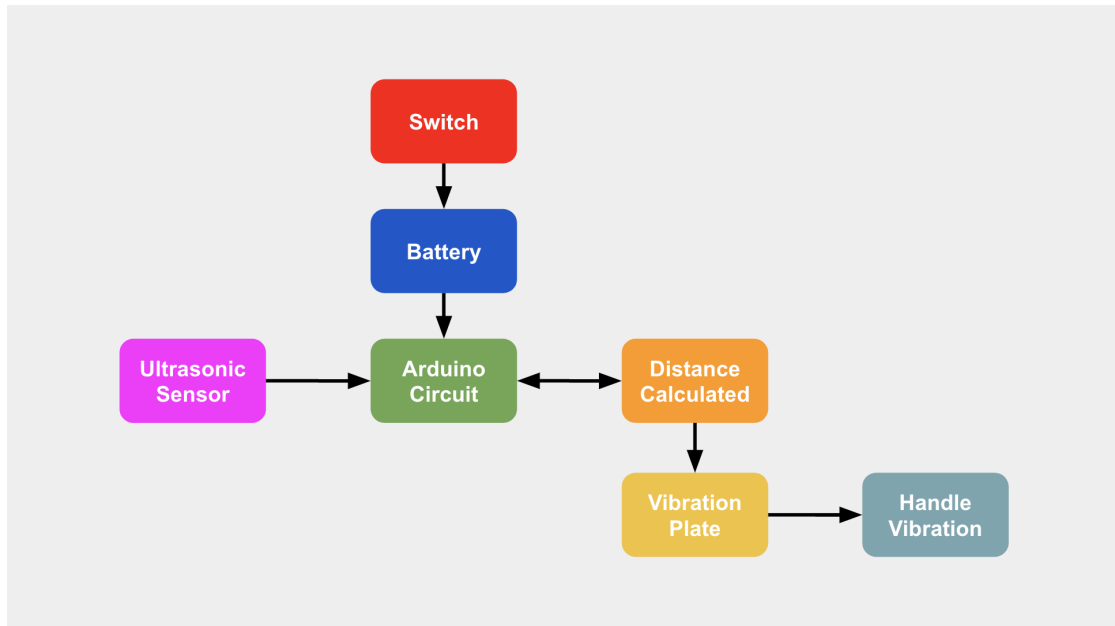 Switch
Battery
Ultrasonic
Sensor
Arduino
Circuit
Distance
Calculated
Vibration
Plate
Handle
Vibration